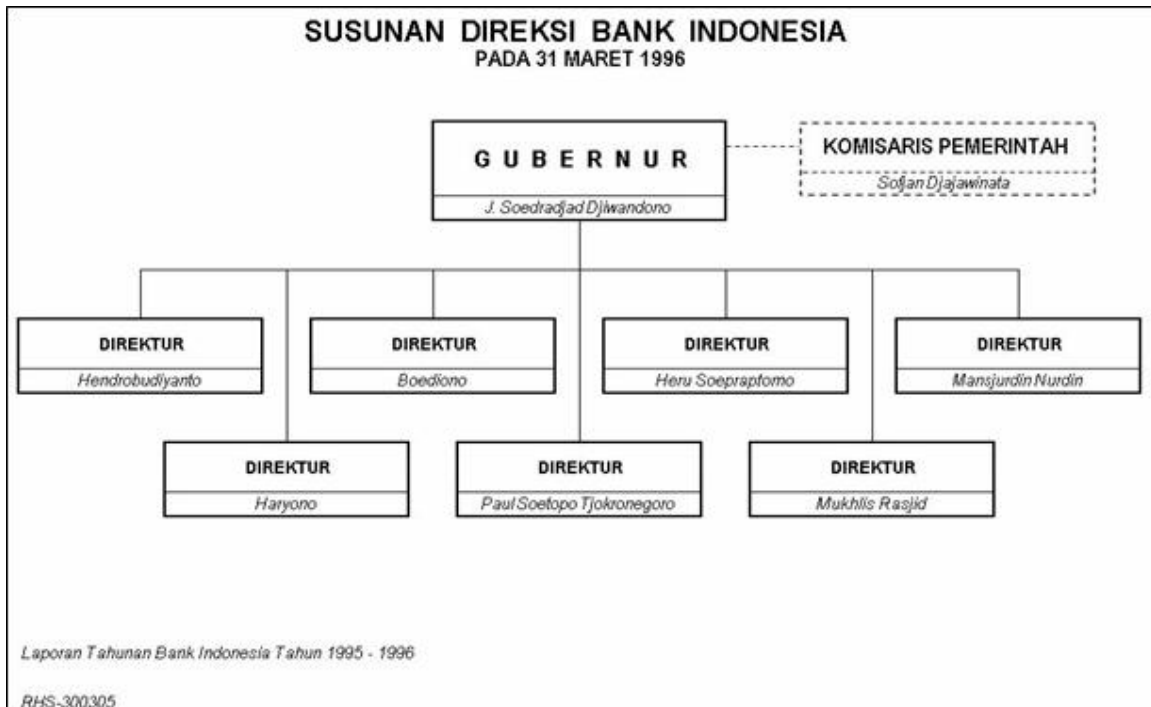 SUSUNAN DIREKSI BANK INDONESIA
PADA 31 MARET 1996
G U B E R N U R
J. Soedradjad Djiwandono
KOMISARIS PEMERINTAH
Sofjan Djajawinata
DIREKTUR
Hendrobudiyanto
DIREKTUR
Boediono
DIREKTUR
Heru Soepraptomo
DIREKTUR
Mansjurdin Nurdin
DIREKTUR
Haryono
DIREKTUR
Paul Soetopo Tjokronegoro
DIREKTUR
Mukhlis Rasjid
Laporan Tahunan Bank Indonesia Tahun 1995 - 1996
RHS-300305